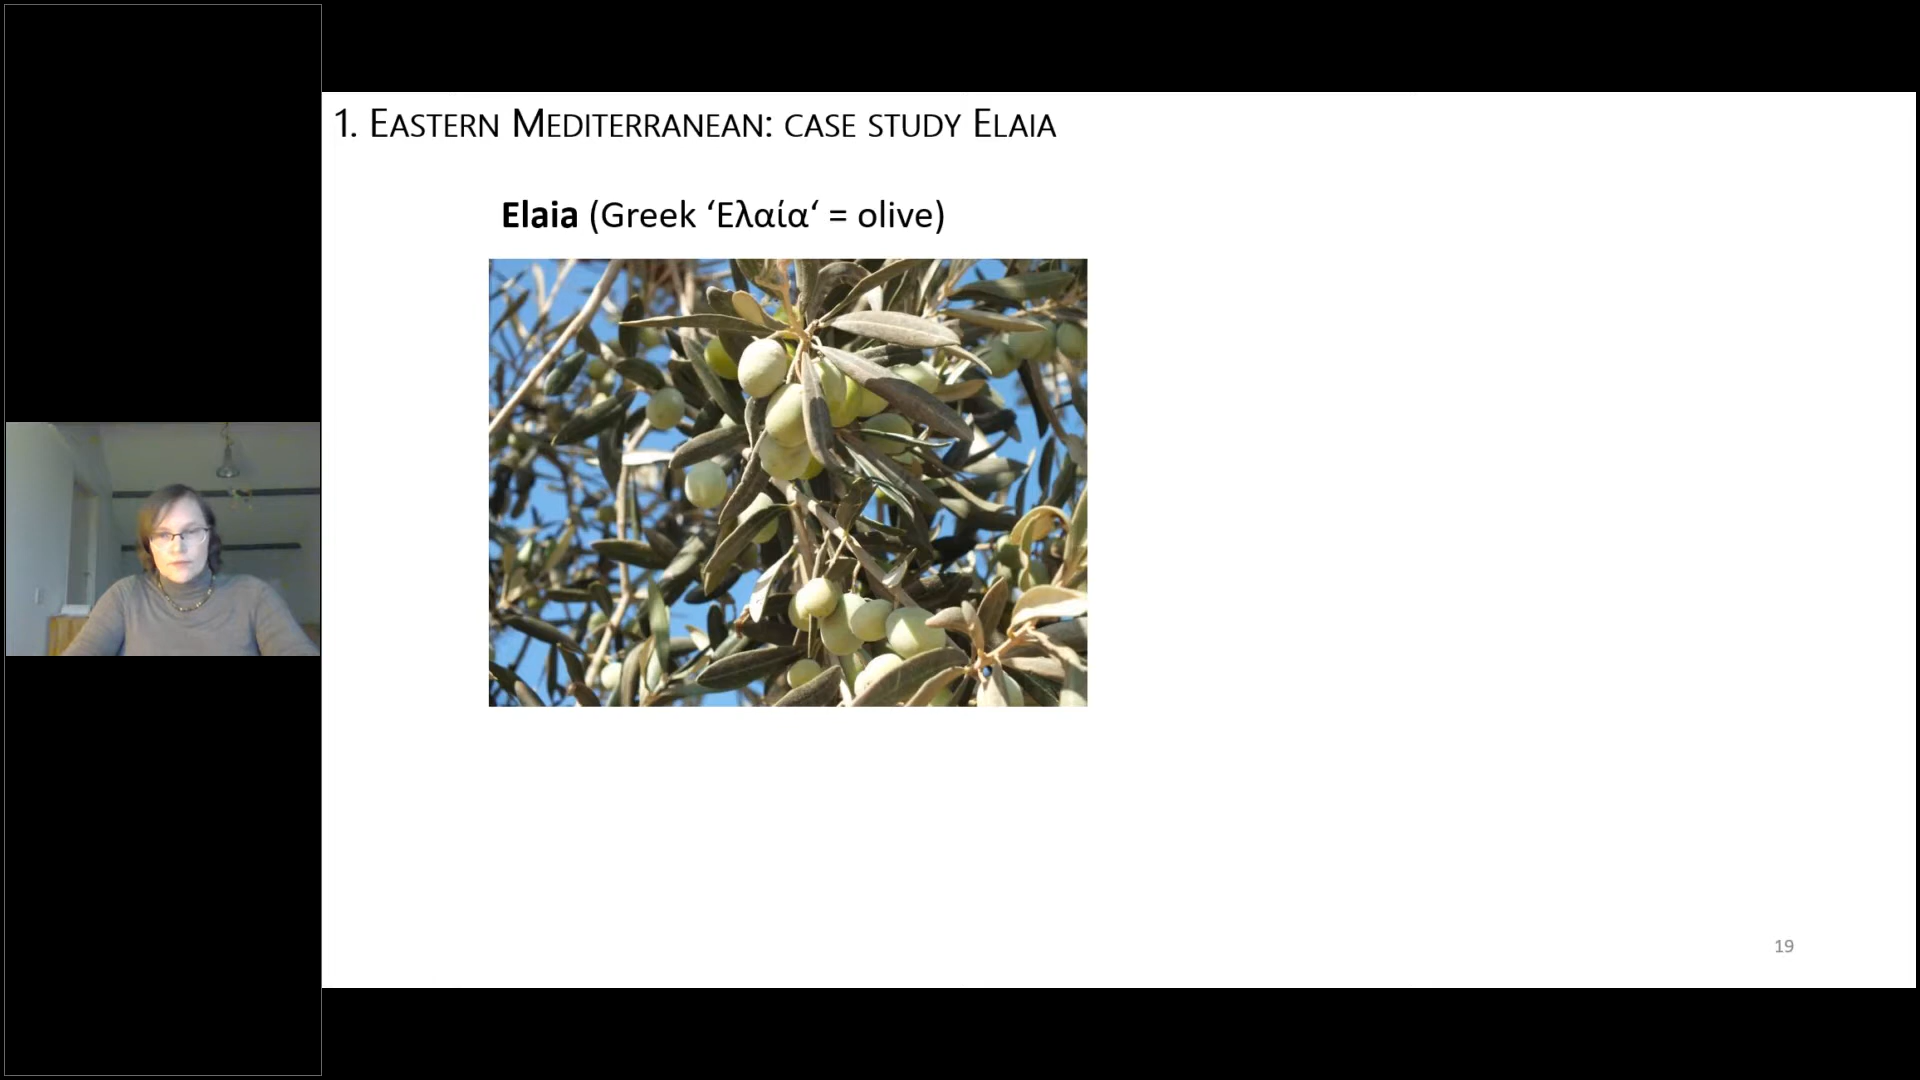 1. Eastern Mediterranean: case study Elaia
Elaia (Greek ‘Ελαία‘ = olive)
19